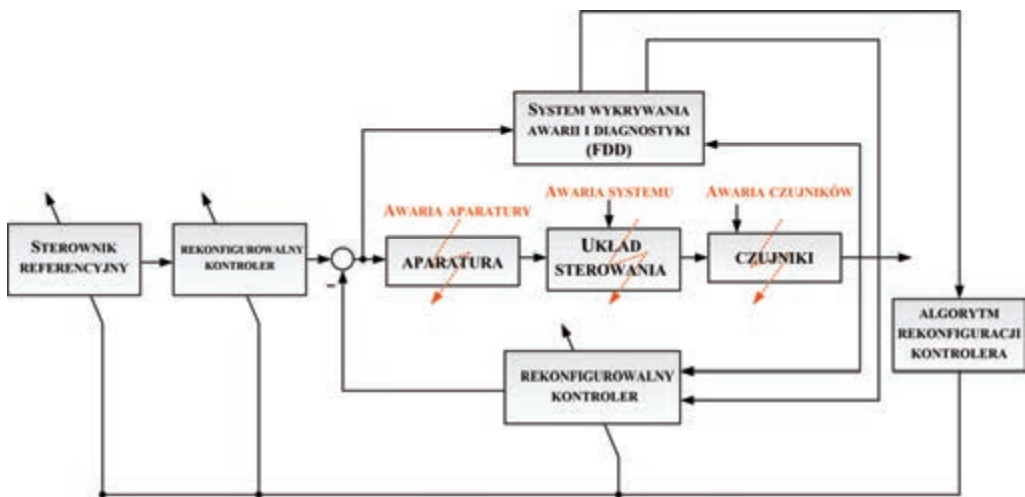 SYSTEM WYKRYWANIA
AWARII I DIAGNOSTYKI
(FDD)
AWARIA APARATURY
AWARIA SYSTEMU
AWARIA CZUJNIKÓW
STEROWNIK
REFERENCYJNY
REKONFIGUROWALNY
KONTROLER
–
APARATURA
UKŁAD
STEROWANIA
CZUJNIKI
ALGORYTM
REKONFIGURACJI
KONTROLERA
REKONFIGUROWALNY
KONTROLER